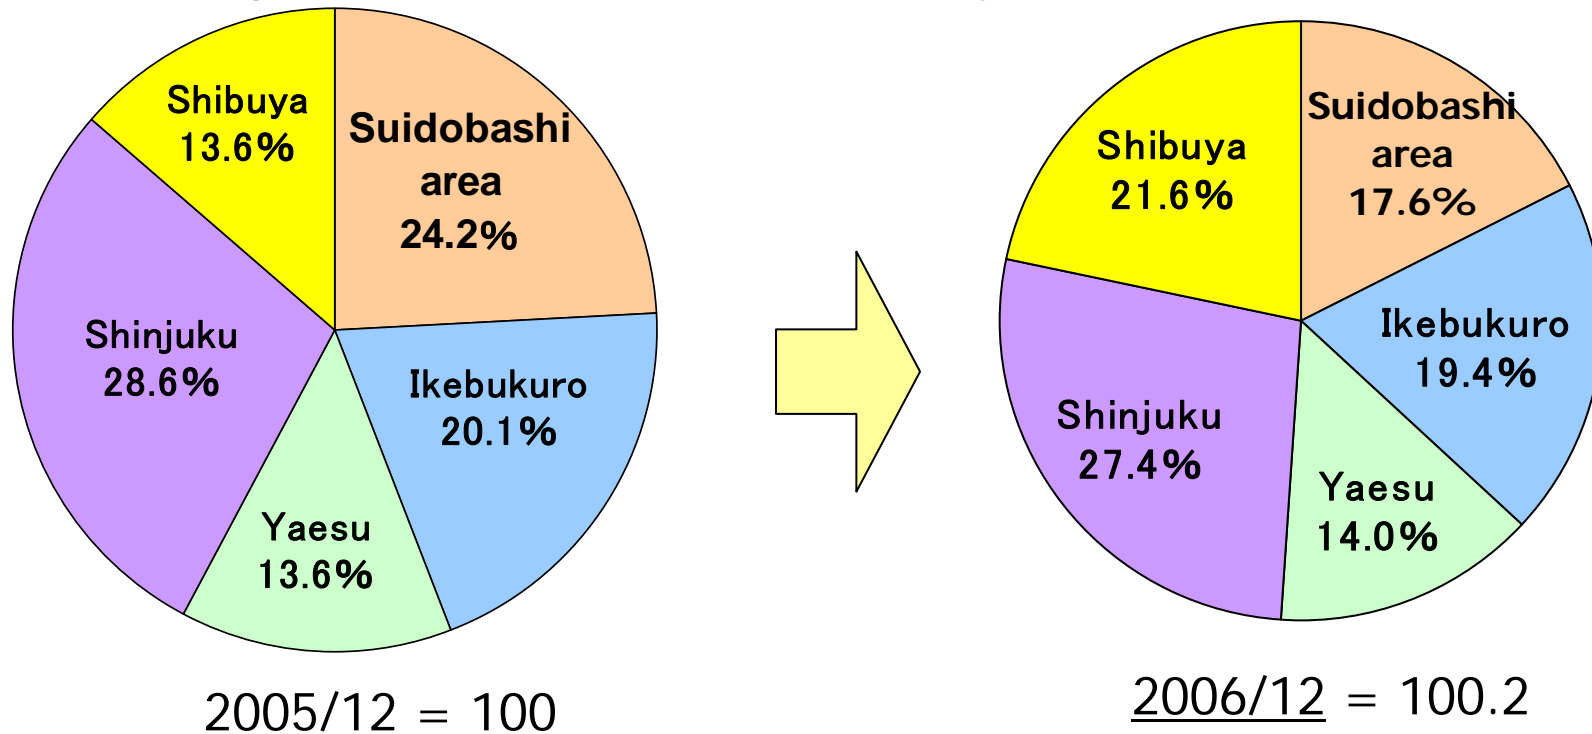 Shibuya
13.6%
Suidobashi
area
24.2%
Shinjuku
28.6%
Ikebukuro
20.1%
Yaesu
13.6%
2005/12 = 100
Suidobashi
area
17.6%
Shibuya
21.6%
Ikebukuro
19.4%
Shinjuku
27.4%
Yaesu
14.0%
2006/12 = 100.2